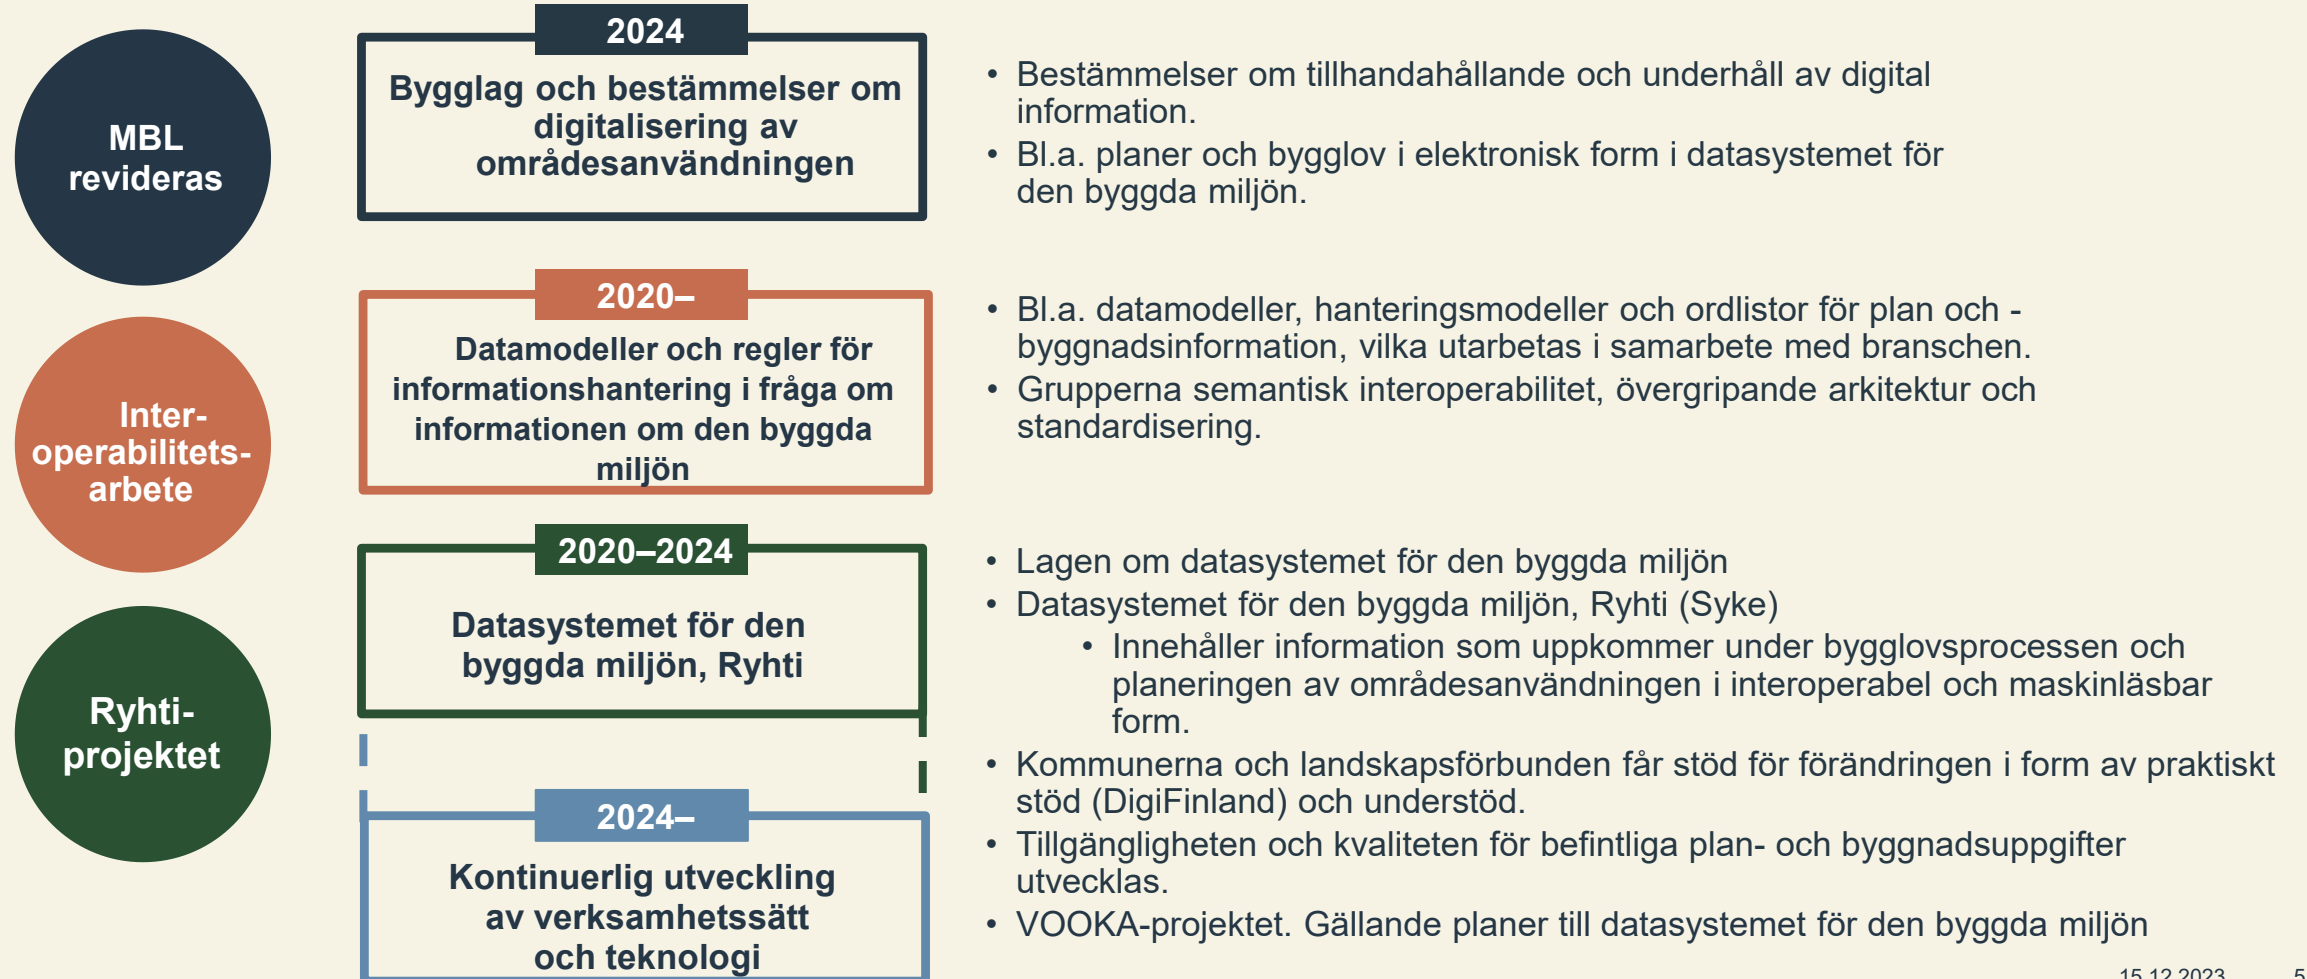 MBL
revideras
2024
Bygglag och bestämmelser om
digitalisering av
områdesanvändningen
• Bestämmelser om tillhandahållande och underhåll av digital
information.
• Bl.a. planer och bygglov i elektronisk form i datasystemet för
den byggda miljön.
Inter-
operabilitets-
arbete
2020–
Datamodeller och regler för
informationshantering i fråga om
informationen om den byggda
miljön
• Bl.a. datamodeller, hanteringsmodeller och ordlistor för plan och -
byggnadsinformation, vilka utarbetas i samarbete med branschen.
• Grupperna semantisk interoperabilitet, övergripande arkitektur och
standardisering.
Ryhti-
projektet
2020–2024
Datasystemet för den
byggda miljön, Ryhti
2024–
Kontinuerlig utveckling
av verksamhetssätt
och teknologi
• Lagen om datasystemet för den byggda miljön
• Datasystemet för den byggda miljön, Ryhti (Syke)
• Innehåller information som uppkommer under bygglovsprocessen och
planeringen av områdesanvändningen i interoperabel och maskinläsbar
form.
• Kommunerna och landskapsförbunden får stöd för förändringen i form av praktiskt
stöd (DigiFinland) och understöd.
• Tillgängligheten och kvaliteten för befintliga plan- och byggnadsuppgifter
utvecklas.
• VOOKA-projektet. Gällande planer till datasystemet för den byggda miljön
15.12.2023 5